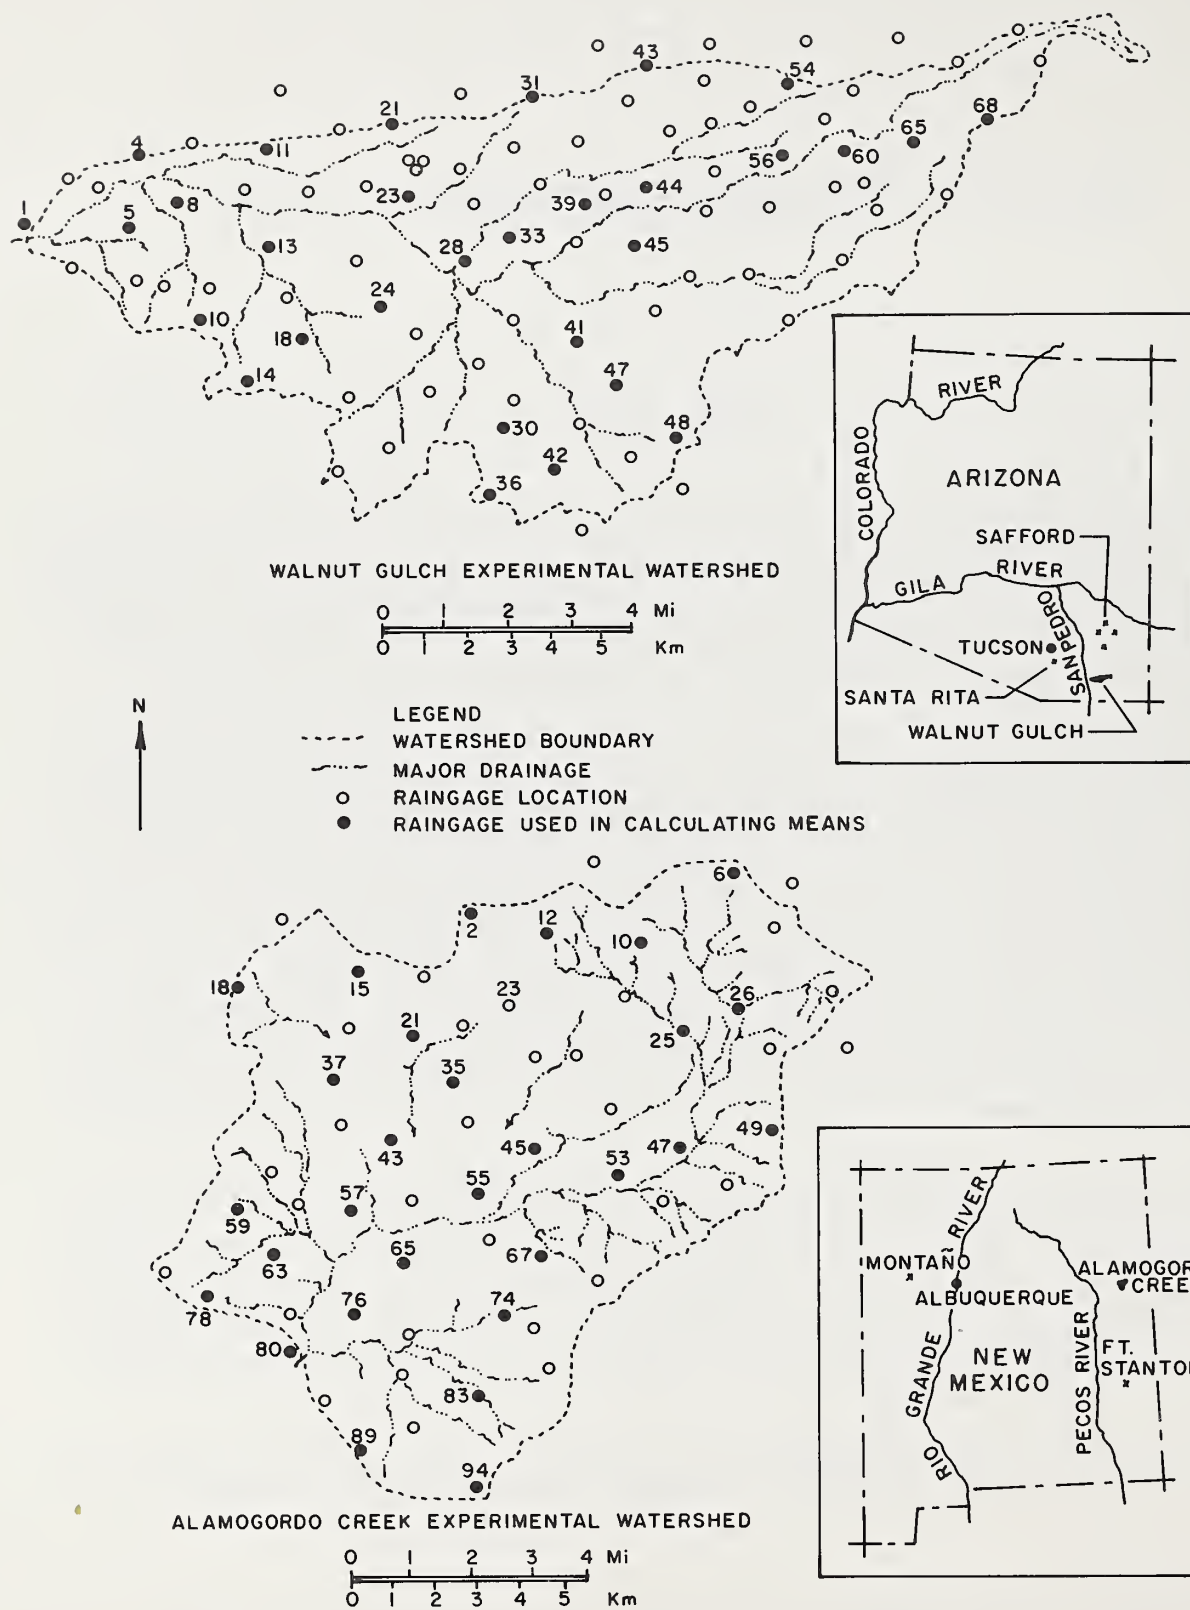 43
54
31
21
68
4
11
65
60
56
1
5
8
23
44
39
33
13
28
45
24
10
18
41
14
47
48
30
42
36
WALNUT GULCH EXPERIMENTAL WATERSHED
0 1 2 3 4 Mi
0 1 2 3 4 5 Km
RIVER
COLORADO
ARIZONA
SAFFORD
GILA RIVER
SAN PEDRO
TUCSON
SANTA RITA
WALNUT GULCH
N
LEGEND
WATERSHED BOUNDARY
MAJOR DRAINAGE
RAINGAGE LOCATION
RAINGAGE USED IN CALCULATING MEANS
6
2
12
10
18
15
23
26
21
25
37
35
49
43
45
47
53
55
57
59
65
67
63
76
74
78
80
83
89
94
ALAMOGORDO CREEK EXPERIMENTAL WATERSHED
0 1 2 3 4 Mi
0 1 2 3 4 5 Km
RIVER
MONTAÑO
ALAMOGOR
CREE
ALBUQUERQUE
PECOS RIVER
FT.
STANTO
NEW
MEXICO
RIO GRANDE